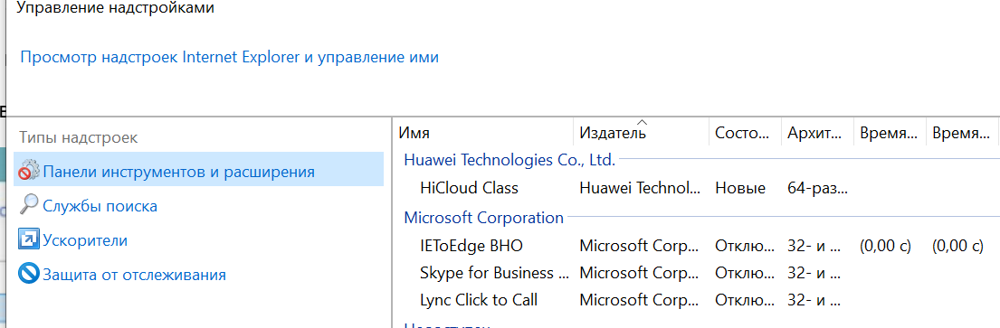 Управление надстройками
Просмотр надстроек Internet Explorer и управление ими
Типы надстроек
Панели инструментов и расширения
Службы поиска
Ускорители
Защита от отслеживания
Имя Издатель Состо... Архит... Время... Время...
Huawei Technologies Co., Ltd.
HiCloud Class Huawei Technol... Новые 64-раз...
Microsoft Corporation
IEToEdge BHO Microsoft Corp... Отклю... 32- и ... (0,00 с) (0,00 с)
Skype for Business ... Microsoft Corp... Отклю... 32- и ...
Lync Click to Call Microsoft Corp... Отклю... 32- и ...